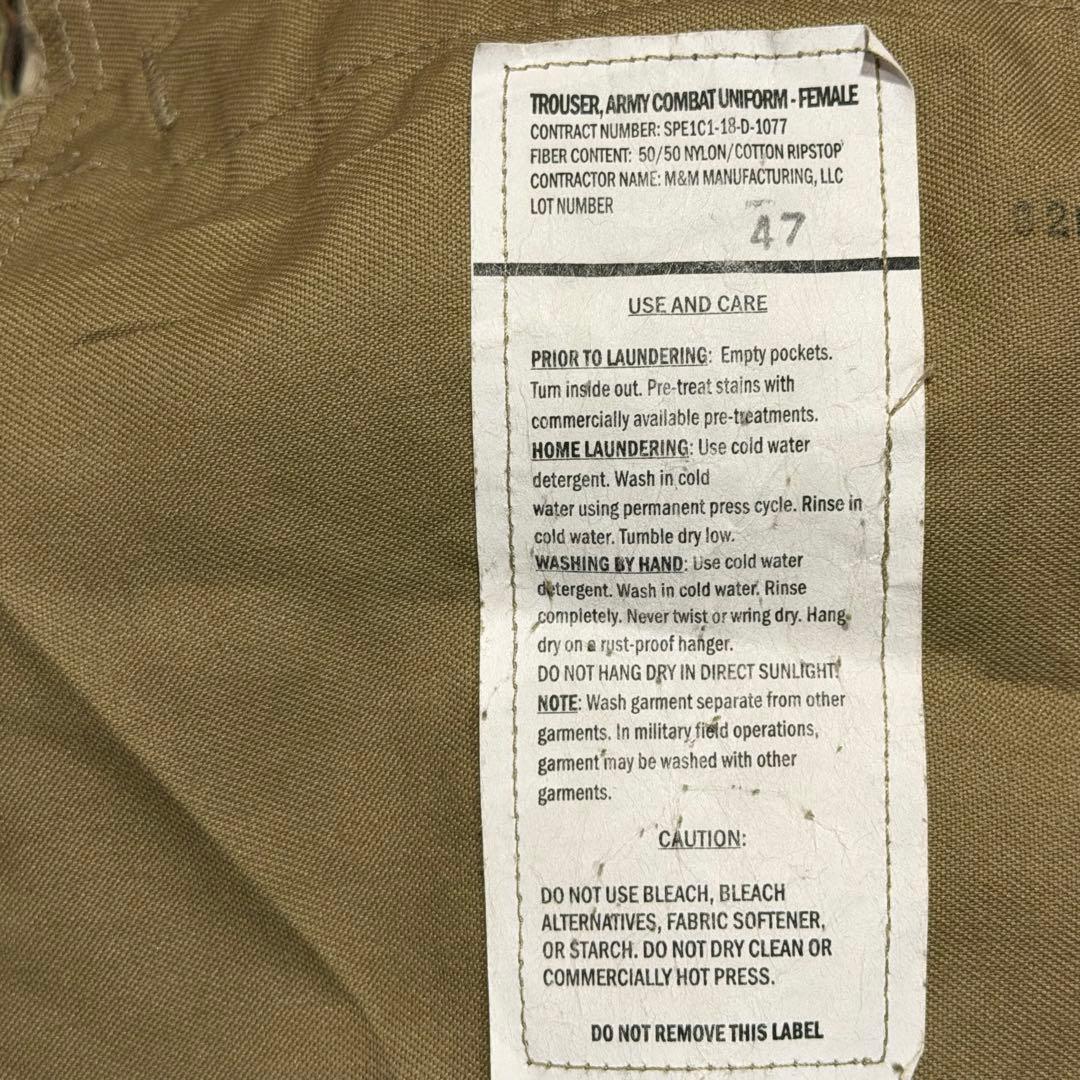 TROUSER, ARMY COMBAT UNIFORM - FEMALE
CONTRACT NUMBER: SPE1C1-18-D-1077
FIBER CONTENT: 50/50 NYLON/COTTON RIPSTOP
CONTRACTOR NAME: M&M MANUFACTURING, LLC
LOT NUMBER
47
USE AND CARE
PRIOR TO LAUNDERING: Empty pockets.
Turn inside out. Pre-treat stains with
commercially available pre-treatments.
HOME LAUNDERING: Use cold water
detergent. Wash in cold
water using permanent press cycle. Rinse in
cold water. Tumble dry low.
WASHING BY HAND: Use cold water
detergent. Wash in cold water. Rinse
completely. Never twist or wring dry. Hang
dry on a rust-proof hanger.
DO NOT HANG DRY IN DIRECT SUNLIGHT!
NOTE: Wash garment separate from other
garments. In military field operations,
garment may be washed with other
garments.
CAUTION:
DO NOT USE BLEACH, BLEACH
ALTERNATIVES, FABRIC SOFTENER,
OR STARCH. DO NOT DRY CLEAN OR
COMMERCIALLY HOT PRESS.
DO NOT REMOVE THIS LABEL